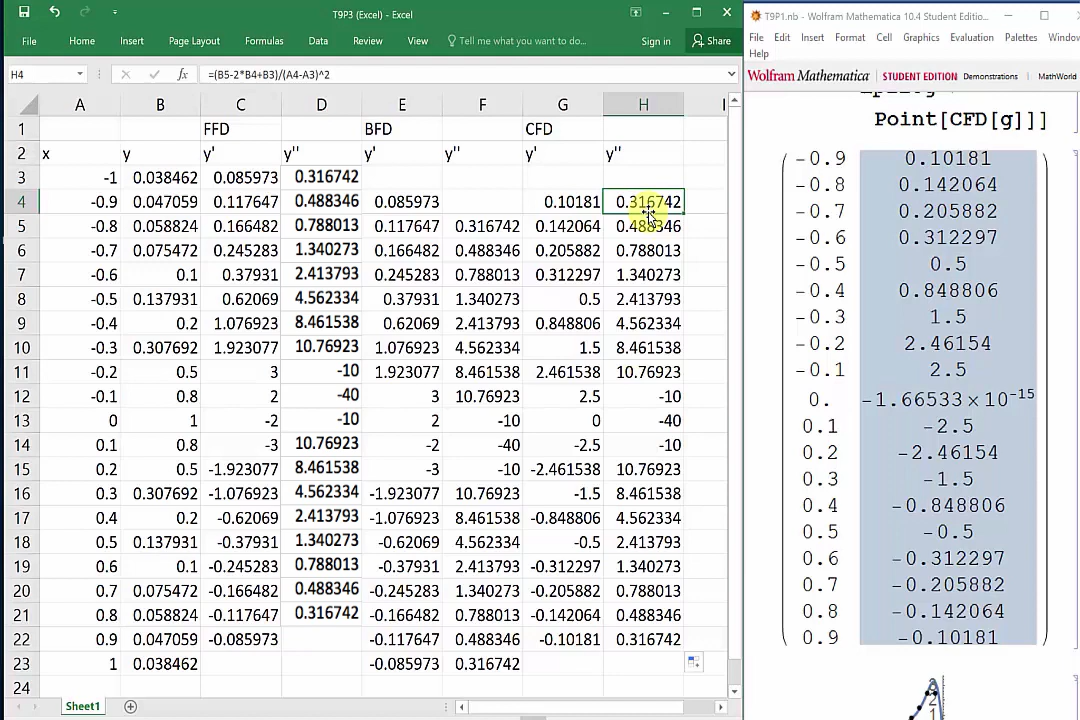 T9P3 (Excel) - Excel
File Home Insert Page Layout Formulas Data Review View Tell me what you want to do... Sign in Share
H4 fx =(B5-2*B4+B3)/(A4-A3)^2
A B C D E F G H I
1 FFD BFD CFD
2 x y y' y'' y' y'' y' y''
3 -1 0.038462 0.085973 0.316742
4 -0.9 0.047059 0.117647 0.488346 0.085973 0.10181 0.316742
5 -0.8 0.058824 0.166482 0.788013 0.117647 0.316742 0.142064 0.488346
6 -0.7 0.075472 0.245283 1.340273 0.166482 0.488346 0.205882 0.788013
7 -0.6 0.1 0.37931 2.413793 0.245283 0.788013 0.312297 1.340273
8 -0.5 0.137931 0.62069 4.562334 0.37931 1.340273 0.5 2.413793
9 -0.4 0.2 1.076923 8.461538 0.62069 2.413793 0.848806 4.562334
10 -0.3 0.307692 1.923077 10.76923 1.076923 4.562334 1.5 8.461538
11 -0.2 0.5 3 -10 1.923077 8.461538 2.461538 10.76923
12 -0.1 0.8 2 -40 3 10.76923 2.5 -10
13 0 1 -2 -10 2 -10 0 -40
14 0.1 0.8 -3 10.76923 -2 -40 -2.5 -10
15 0.2 0.5 -1.923077 8.461538 -3 -10 -2.461538 10.76923
16 0.3 0.307692 -1.076923 4.562334 -1.923077 10.76923 -1.5 8.461538
17 0.4 0.2 -0.62069 2.413793 -1.076923 8.461538 -0.848806 4.562334
18 0.5 0.137931 -0.37931 1.340273 -0.62069 4.562334 -0.5 2.413793
19 0.6 0.1 -0.245283 0.788013 -0.37931 2.413793 -0.312297 1.340273
20 0.7 0.075472 -0.166482 0.488346 -0.245283 1.340273 -0.205882 0.788013
21 0.8 0.058824 -0.117647 0.316742 -0.166482 0.788013 -0.142064 0.488346
22 0.9 0.047059 -0.085973 -0.117647 0.488346 -0.10181 0.316742
23 1 0.038462 -0.085973 0.316742
24
Sheet1
T9P1.nb - Wolfram Mathematica 10.4 Student Editio...
File Edit Insert Format Cell Graphics Evaluation Palettes Window
Help
Wolfram Mathematica STUDENT EDITION Demonstrations MathWorld
Point[CFD[g]]]
-0.9 0.10181
-0.8 0.142064
-0.7 0.205882
-0.6 0.312297
-0.5 0.5
-0.4 0.848806
-0.3 1.5
-0.2 2.46154
-0.1 2.5
0. -1.66533×10⁻¹⁵
0.1 -2.5
0.2 -2.46154
0.3 -1.5
0.4 -0.848806
0.5 -0.5
0.6 -0.312297
0.7 -0.205882
0.8 -0.142064
0.9 -0.10181
2
1